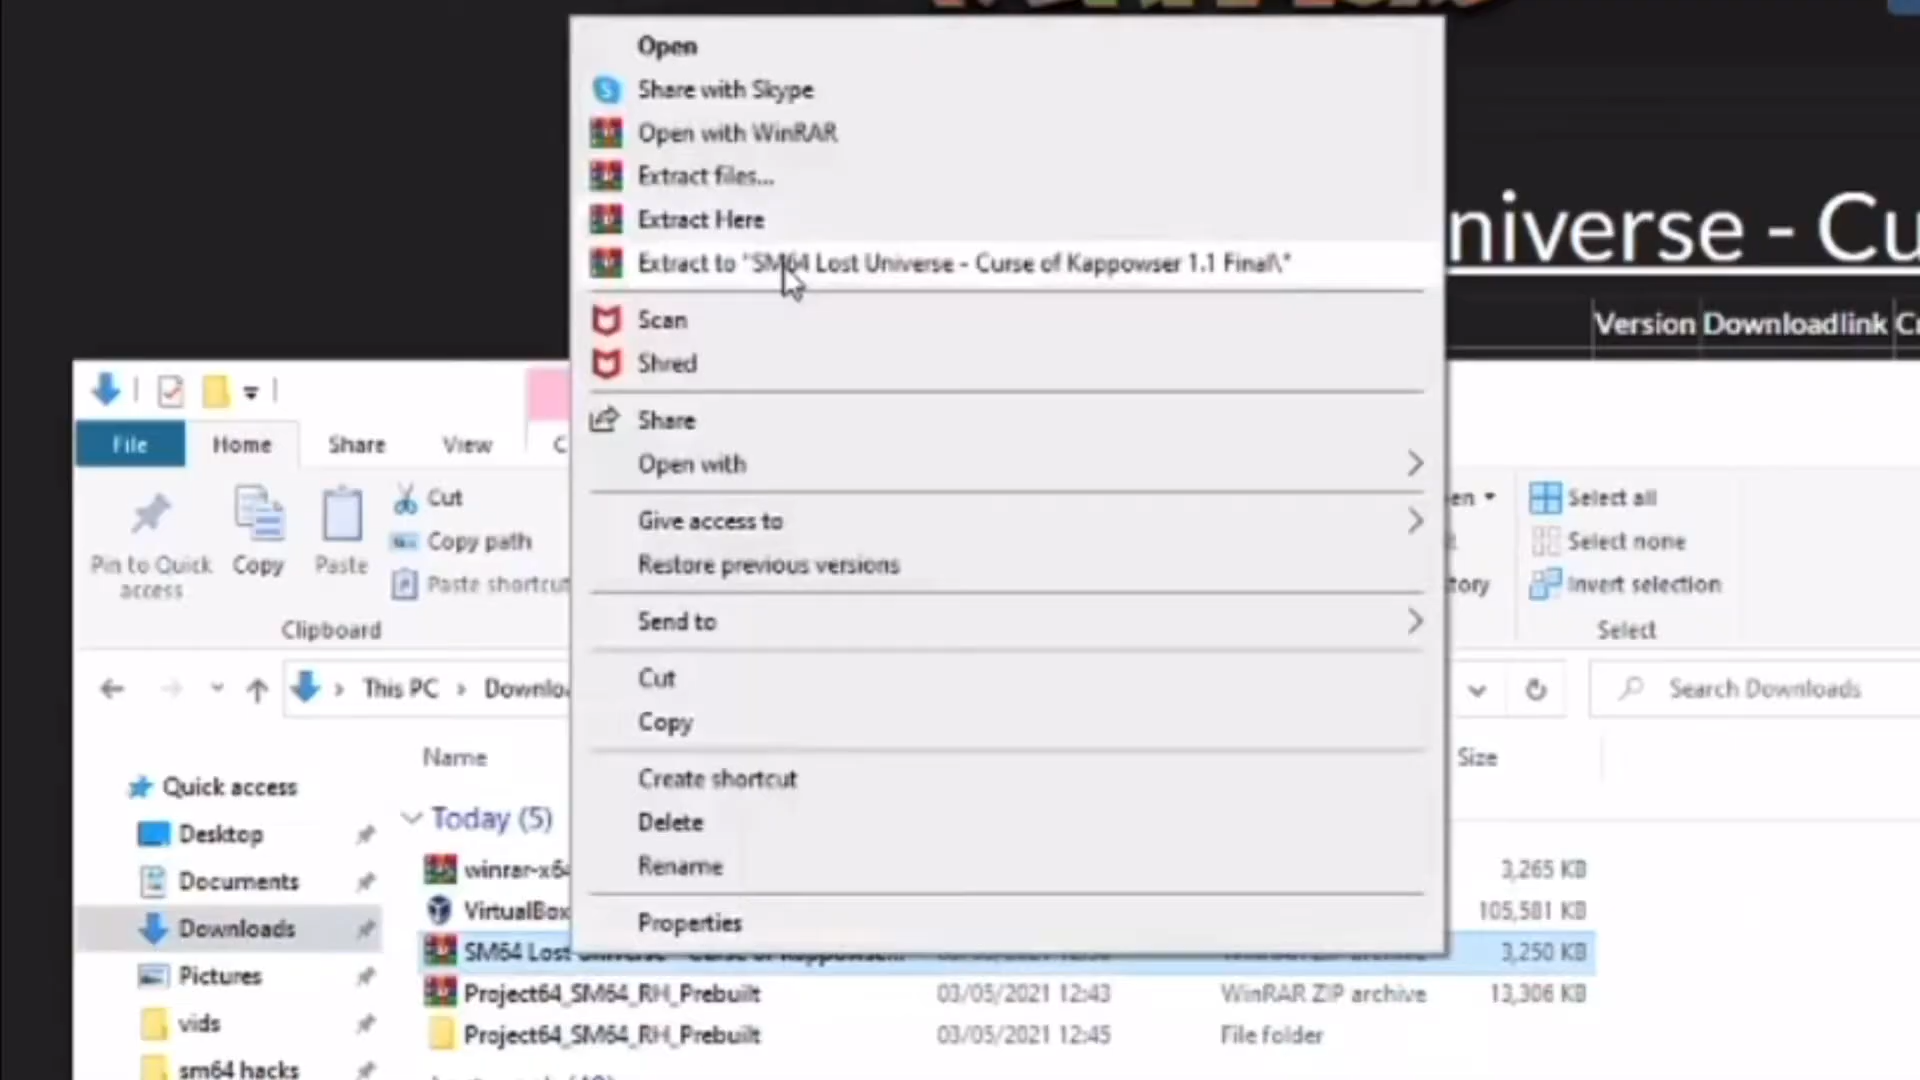 Open
Share with Skype
Open with WinRAR
Extract files...
Extract Here
Extract to "SM64 Lost Universe - Curse of Kappowser 1.1 Final\"
Scan
Shred
Share
Open with
Give access to
Restore previous versions
Send to
Cut
Copy
Create shortcut
Delete
Rename
Properties
niverse - Cu
Version Downloadlink
File Home Share View
Pin to Quick access
Copy
Paste
Cut
Copy path
Paste shortcut
Clipboard
Select all
Select none
Invert selection
Select
This PC > Downlo
Search Downloads
Name
Size
Quick access
Desktop
Documents
Downloads
Pictures
vids
sm64 hacks
Today (5)
winrar-x64 3,265 KB
VirtualBox 105,581 KB
SM64 Lost 3,250 KB
Project64_SM64_RH_Prebuilt 03/05/2021 12:43 WinRAR ZIP archive 13,306 KB
Project64_SM64_RH_Prebuilt 03/05/2021 12:45 File folder